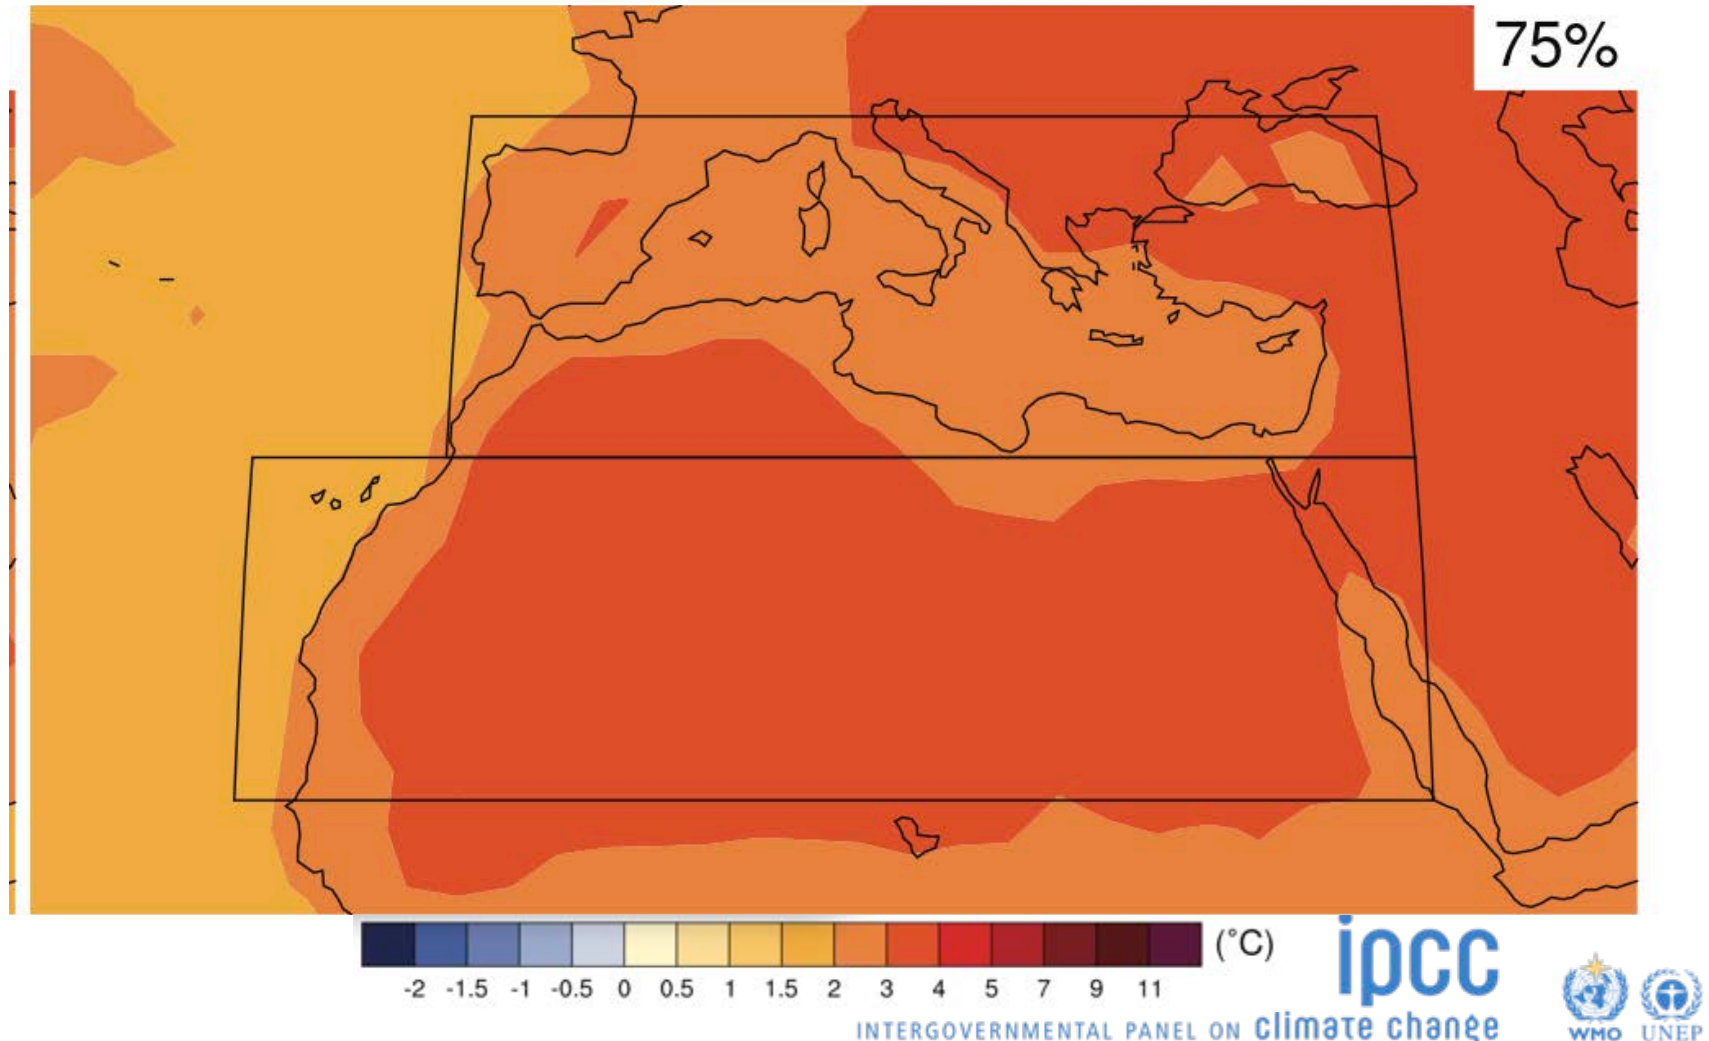 75%
(°C)
-2 -1.5 -1 -0.5 0 0.5 1 1.5 2 3 4 5 7 9 11
ipcc
INTERGOVERNMENTAL PANEL ON climate change
WMO UNEP